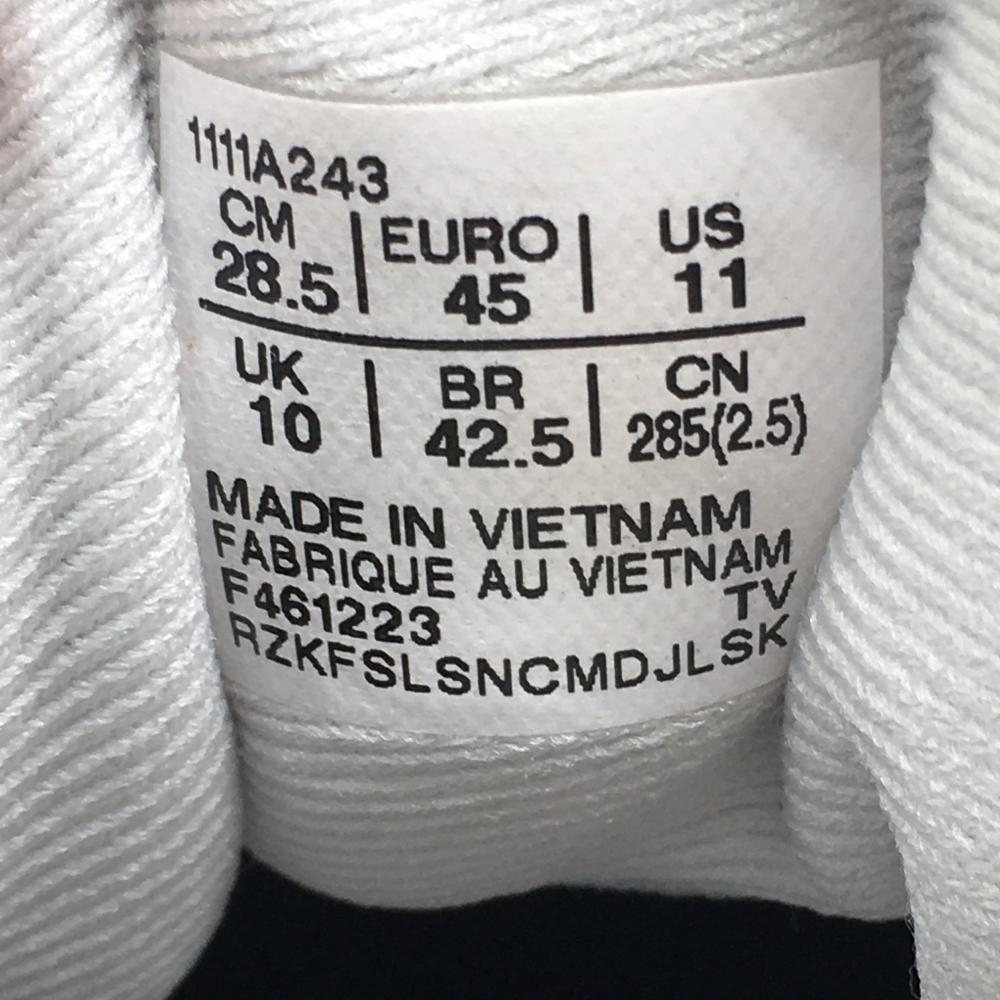 1111A243
CM | EURO | US
28.5 | 45 | 11
UK | BR | CN
10 | 42.5 | 285(2.5)
MADE IN VIETNAM
FABRIQUE AU VIETNAM
F461223 TV
RZKFSLSNCMDJLSK